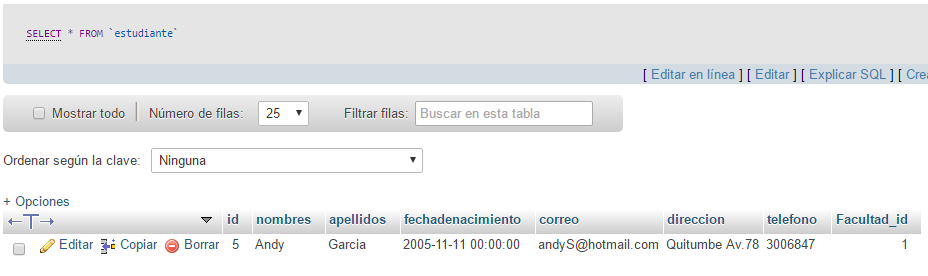 SELECT * FROM `estudiante`
[ Editar en línea ] [ Editar ] [ Explicar SQL ] [ Crea
Mostrar todo Número de filas: 25 Filtrar filas: Buscar en esta tabla
Ordenar según la clave: Ninguna
+ Opciones
←T→ id nombres apellidos fechadenacimiento correo direccion telefono Facultad_id
Editar Copiar Borrar 5 Andy Garcia 2005-11-11 00:00:00 andyS@hotmail.com Quitumbe Av.78 3006847 1